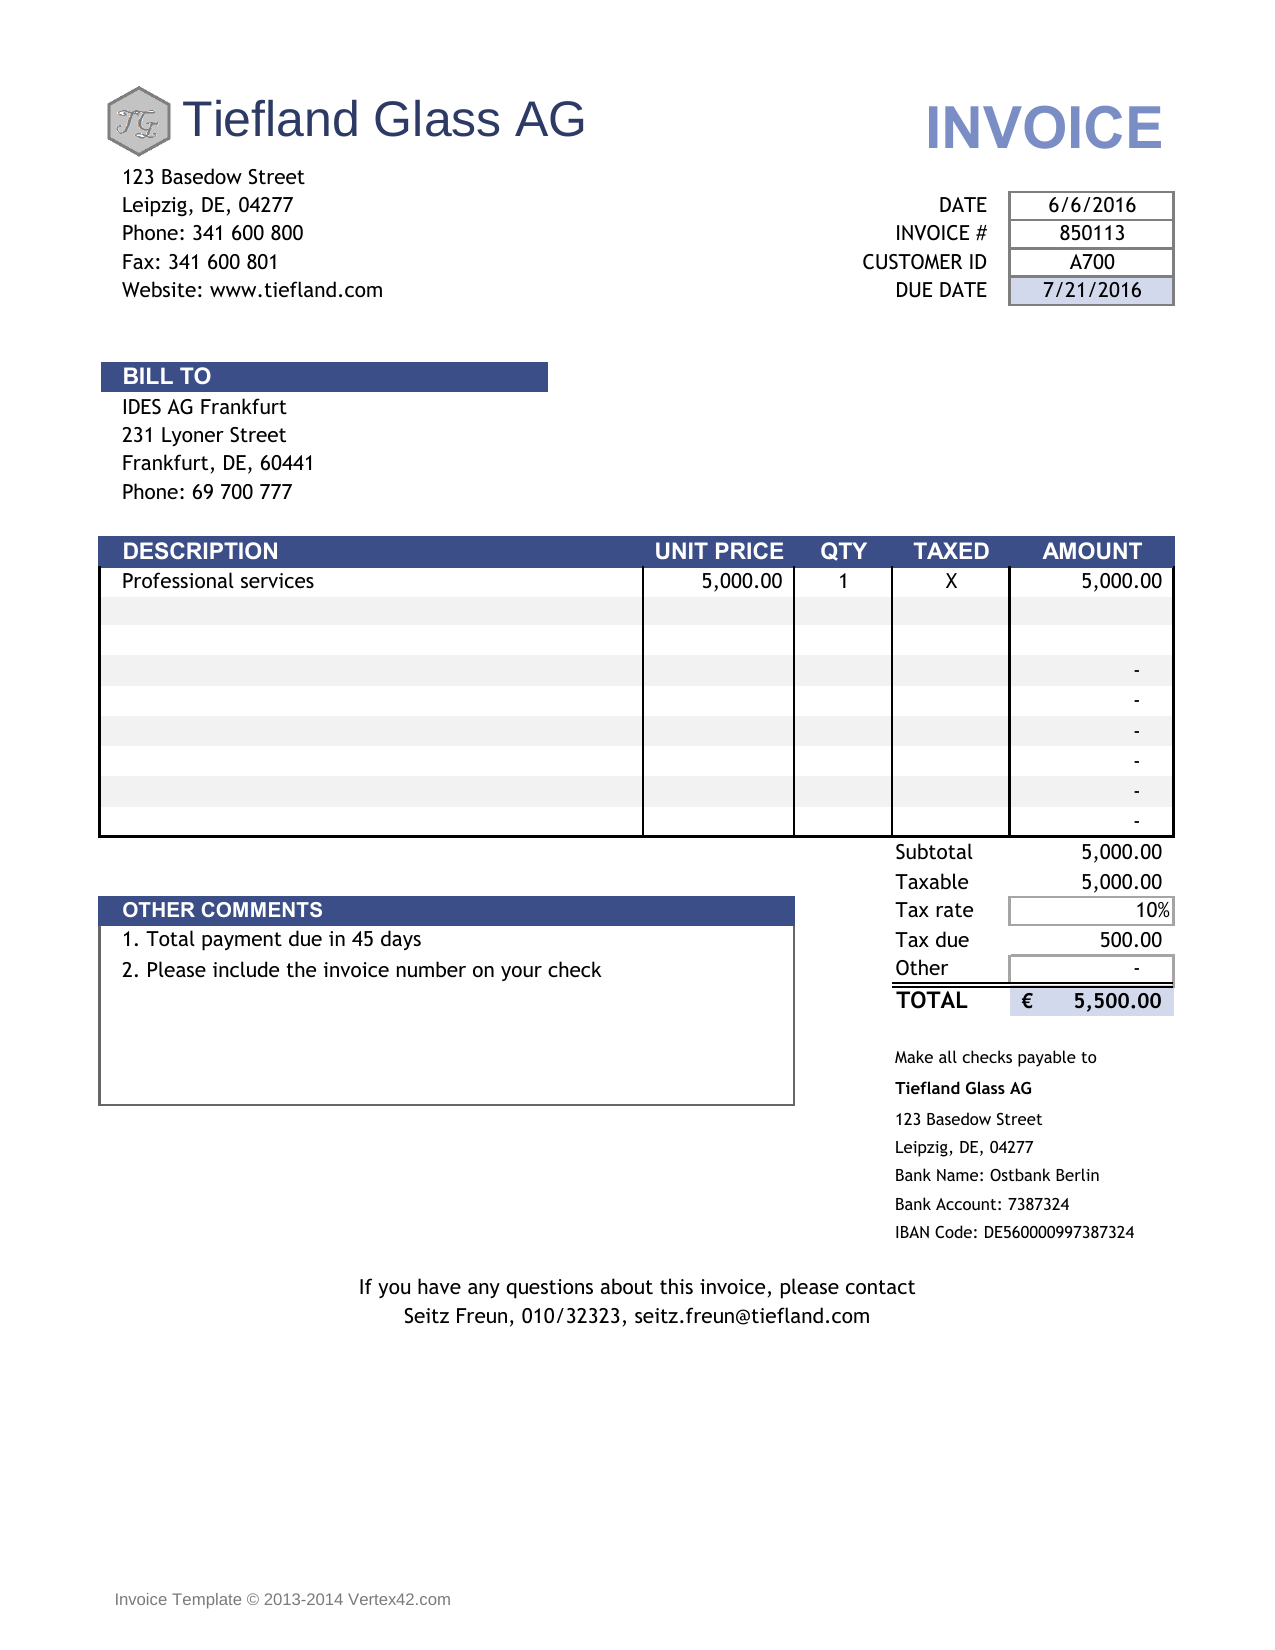 TG Tiefland Glass AG
INVOICE
123 Basedow Street
Leipzig, DE, 04277
DATE 6/6/2016
Phone: 341 600 800
INVOICE # 850113
Fax: 341 600 801
CUSTOMER ID A700
Website: www.tiefland.com
DUE DATE 7/21/2016
BILL TO
IDES AG Frankfurt
231 Lyoner Street
Frankfurt, DE, 60441
Phone: 69 700 777
DESCRIPTION UNIT PRICE QTY TAXED AMOUNT
Professional services 5,000.00 1 X 5,000.00
-
-
-
-
-
-
Subtotal 5,000.00
Taxable 5,000.00
Tax rate 10%
Tax due 500.00
Other -
TOTAL € 5,500.00
OTHER COMMENTS
1. Total payment due in 45 days
2. Please include the invoice number on your check
Make all checks payable to
Tiefland Glass AG
123 Basedow Street
Leipzig, DE, 04277
Bank Name: Ostbank Berlin
Bank Account: 7387324
IBAN Code: DE560000997387324
If you have any questions about this invoice, please contact
Seitz Freun, 010/32323, seitz.freun@tiefland.com
Invoice Template © 2013-2014 Vertex42.com